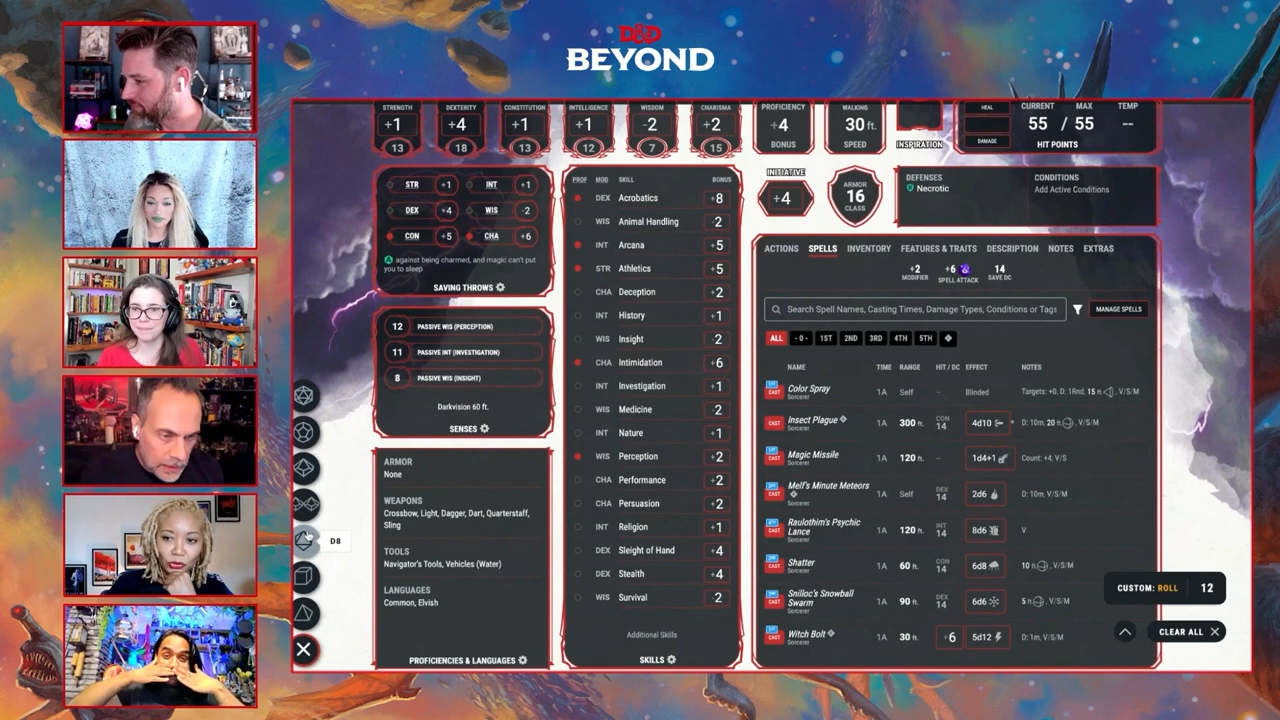 D&D
BEYOND
STRENGTH
+1
13
DEXTERITY
+4
18
CONSTITUTION
+1
13
INTELLIGENCE
+1
12
WISDOM
-2
7
CHARISMA
+2
15
PROFICIENCY
+4
BONUS
WALKING
30 ft.
SPEED
INSPIRATION
HEAL
DAMAGE
CURRENT MAX TEMP
55 / 55 --
HIT POINTS
STR +1 INT +1
DEX +4 WIS -2
CON +5 CHA +6
A against being charmed, and magic can't put
you to sleep
SAVING THROWS
12 PASSIVE WIS (PERCEPTION)
11 PASSIVE INT (INVESTIGATION)
8 PASSIVE WIS (INSIGHT)
Darkvision 60 ft.
SENSES
ARMOR
None
WEAPONS
Crossbow, Light, Dagger, Dart, Quarterstaff,
Sling
TOOLS
Navigator's Tools, Vehicles (Water)
LANGUAGES
Common, Elvish
PROFICIENCIES & LANGUAGES
PROF MOD SKILL BONUS
DEX Acrobatics +8
WIS Animal Handling -2
INT Arcana +5
STR Athletics +5
CHA Deception +2
INT History +1
WIS Insight -2
CHA Intimidation +6
INT Investigation +1
WIS Medicine -2
INT Nature +1
WIS Perception +2
CHA Performance +2
CHA Persuasion +2
INT Religion +1
DEX Sleight of Hand +4
DEX Stealth +4
WIS Survival -2
Additional Skills
SKILLS
INITIATIVE
+4
ARMOR
16
CLASS
DEFENSES
Necrotic
CONDITIONS
Add Active Conditions
ACTIONS SPELLS INVENTORY FEATURES & TRAITS DESCRIPTION NOTES EXTRAS
+2 +6 14
MODIFIER SPELL ATTACK SAVE DC
Search Spell Names, Casting Times, Damage Types, Conditions or Tags
MANAGE SPELLS
ALL - 0 - 1ST 2ND 3RD 4TH 5TH
NAME TIME RANGE HIT / DC EFFECT NOTES
CAST Color Spray 1A Self -- Blinded Targets: +0, D: 1Rnd, 15 ft. , V/S/M
Sorcerer
CAST Insect Plague 1A 300 ft. CON 14 4d10 D: 10m, 20 ft. , V/S/M
Sorcerer
CAST Magic Missile 1A 120 ft. -- 1d4+1 Count: +4, V/S
Sorcerer
CAST Melf's Minute Meteors 1A Self DEX 14 2d6 D: 10m, V/S/M
Sorcerer
CAST Raulothim's Psychic Lance 1A 120 ft. INT 14 8d6 V
Sorcerer
CAST Shatter 1A 60 ft. CON 14 6d8 10 ft. , V/S/M
Sorcerer
CAST Snilloc's Snowball Swarm 1A 90 ft. DEX 14 6d6 5 ft. , V/S/M
Sorcerer
CAST Witch Bolt 1A 30 ft. +6 5d12 D: 1m, V/S/M
Sorcerer
D8
CUSTOM: ROLL 12
CLEAR ALL